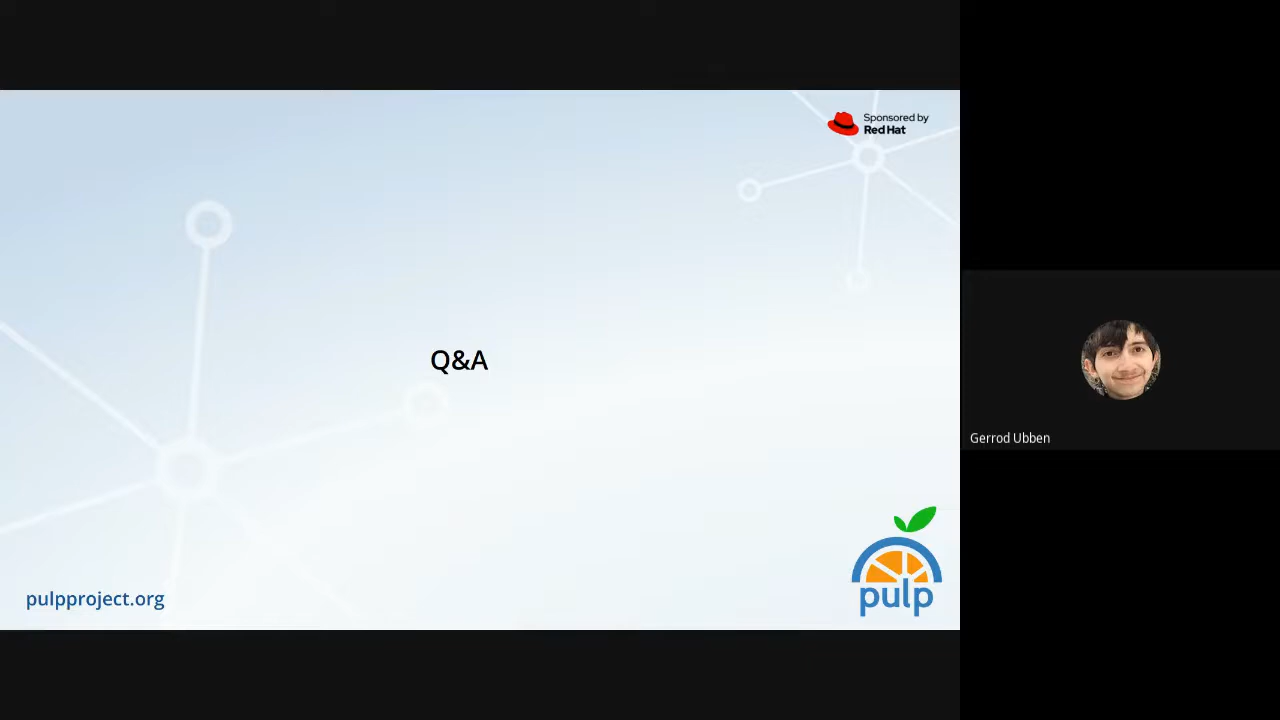 Sponsored by
Red Hat
Q&A
Gerrod Ubben
pulpproject.org
pulp